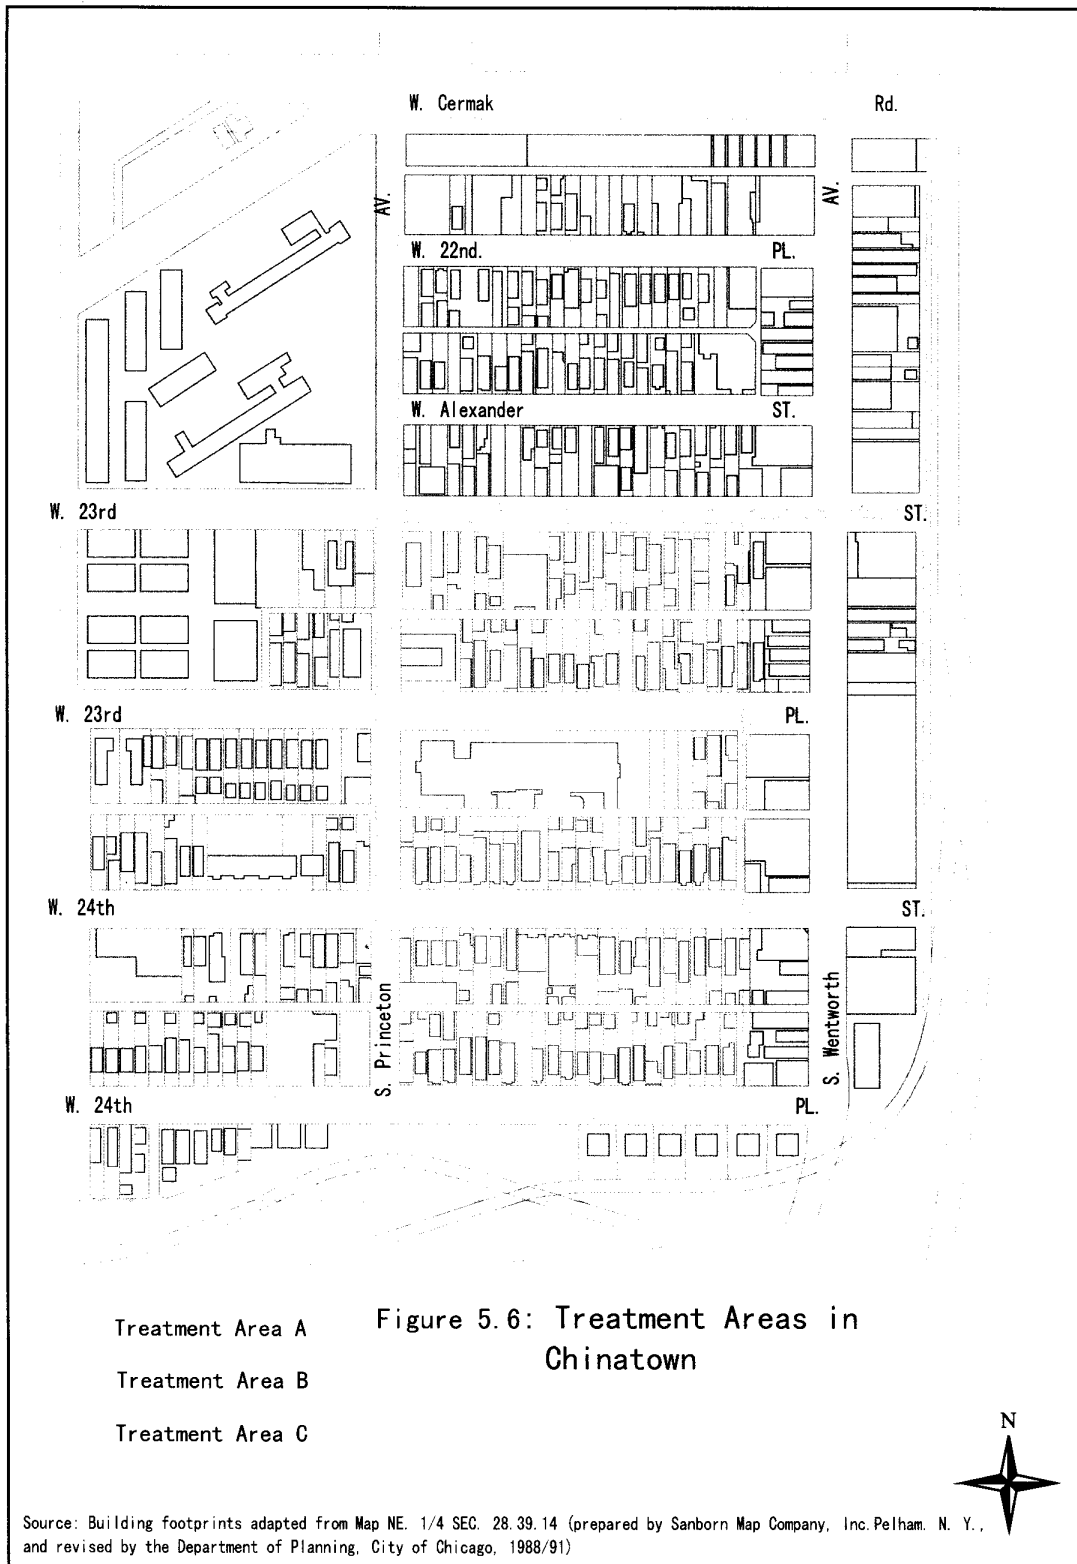 W. Cermak Rd.
AV. AV.
W. 22nd. PL.
W. Alexander ST.
W. 23rd ST.
W. 23rd PL.
W. 24th ST.
S. Princeton
S. Wentworth
W. 24th PL.
Treatment Area A
Treatment Area B
Treatment Area C
Figure 5.6: Treatment Areas in
Chinatown
N
Source: Building footprints adapted from Map NE. 1/4 SEC. 28.39.14 (prepared by Sanborn Map Company, Inc.Pelham. N. Y.,
and revised by the Department of Planning, City of Chicago, 1988/91)